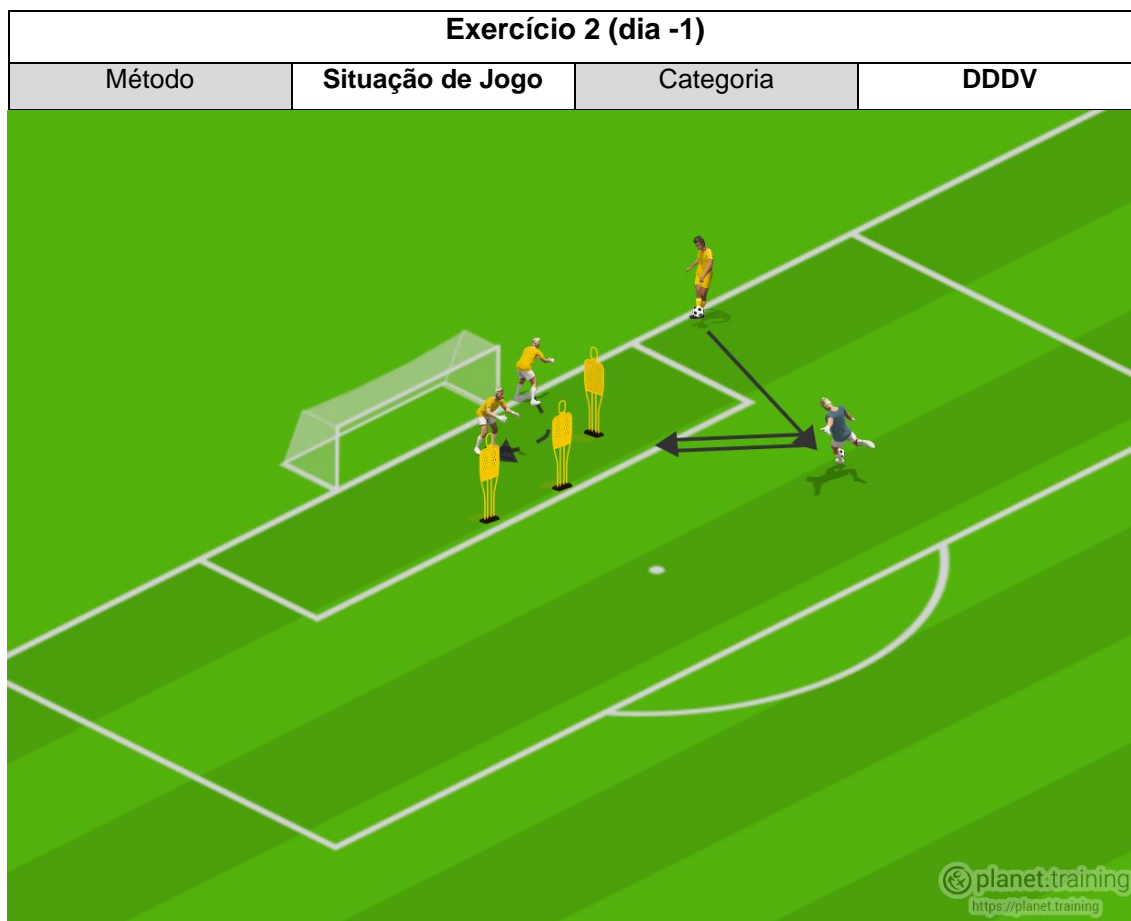 Exercício 2 (dia -1)
Método Situação de Jogo Categoria DDDV
planet.training
https://planet.training